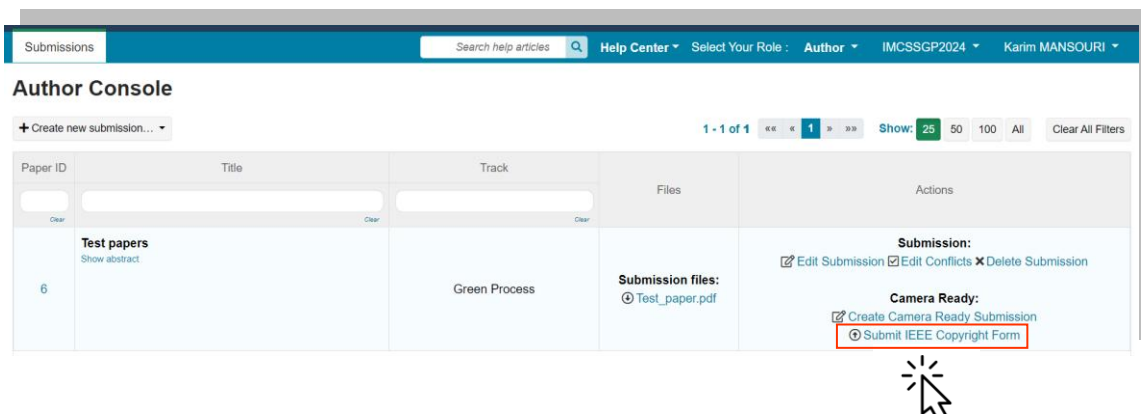 Submissions
Search help articles
Help Center
Select Your Role :
Author
IMCSSGP2024
Karim MANSOURI
Author Console
+ Create new submission...
1 - 1 of 1 «« « 1 » »» Show: 25 50 100 All Clear All Filters
Paper ID
Title
Track
Files
Actions
Clear
Clear
Clear
6
Test papers
Show abstract
Green Process
Submission files:
Test_paper.pdf
Submission:
Edit Submission Edit Conflicts Delete Submission
Camera Ready:
Create Camera Ready Submission
Submit IEEE Copyright Form